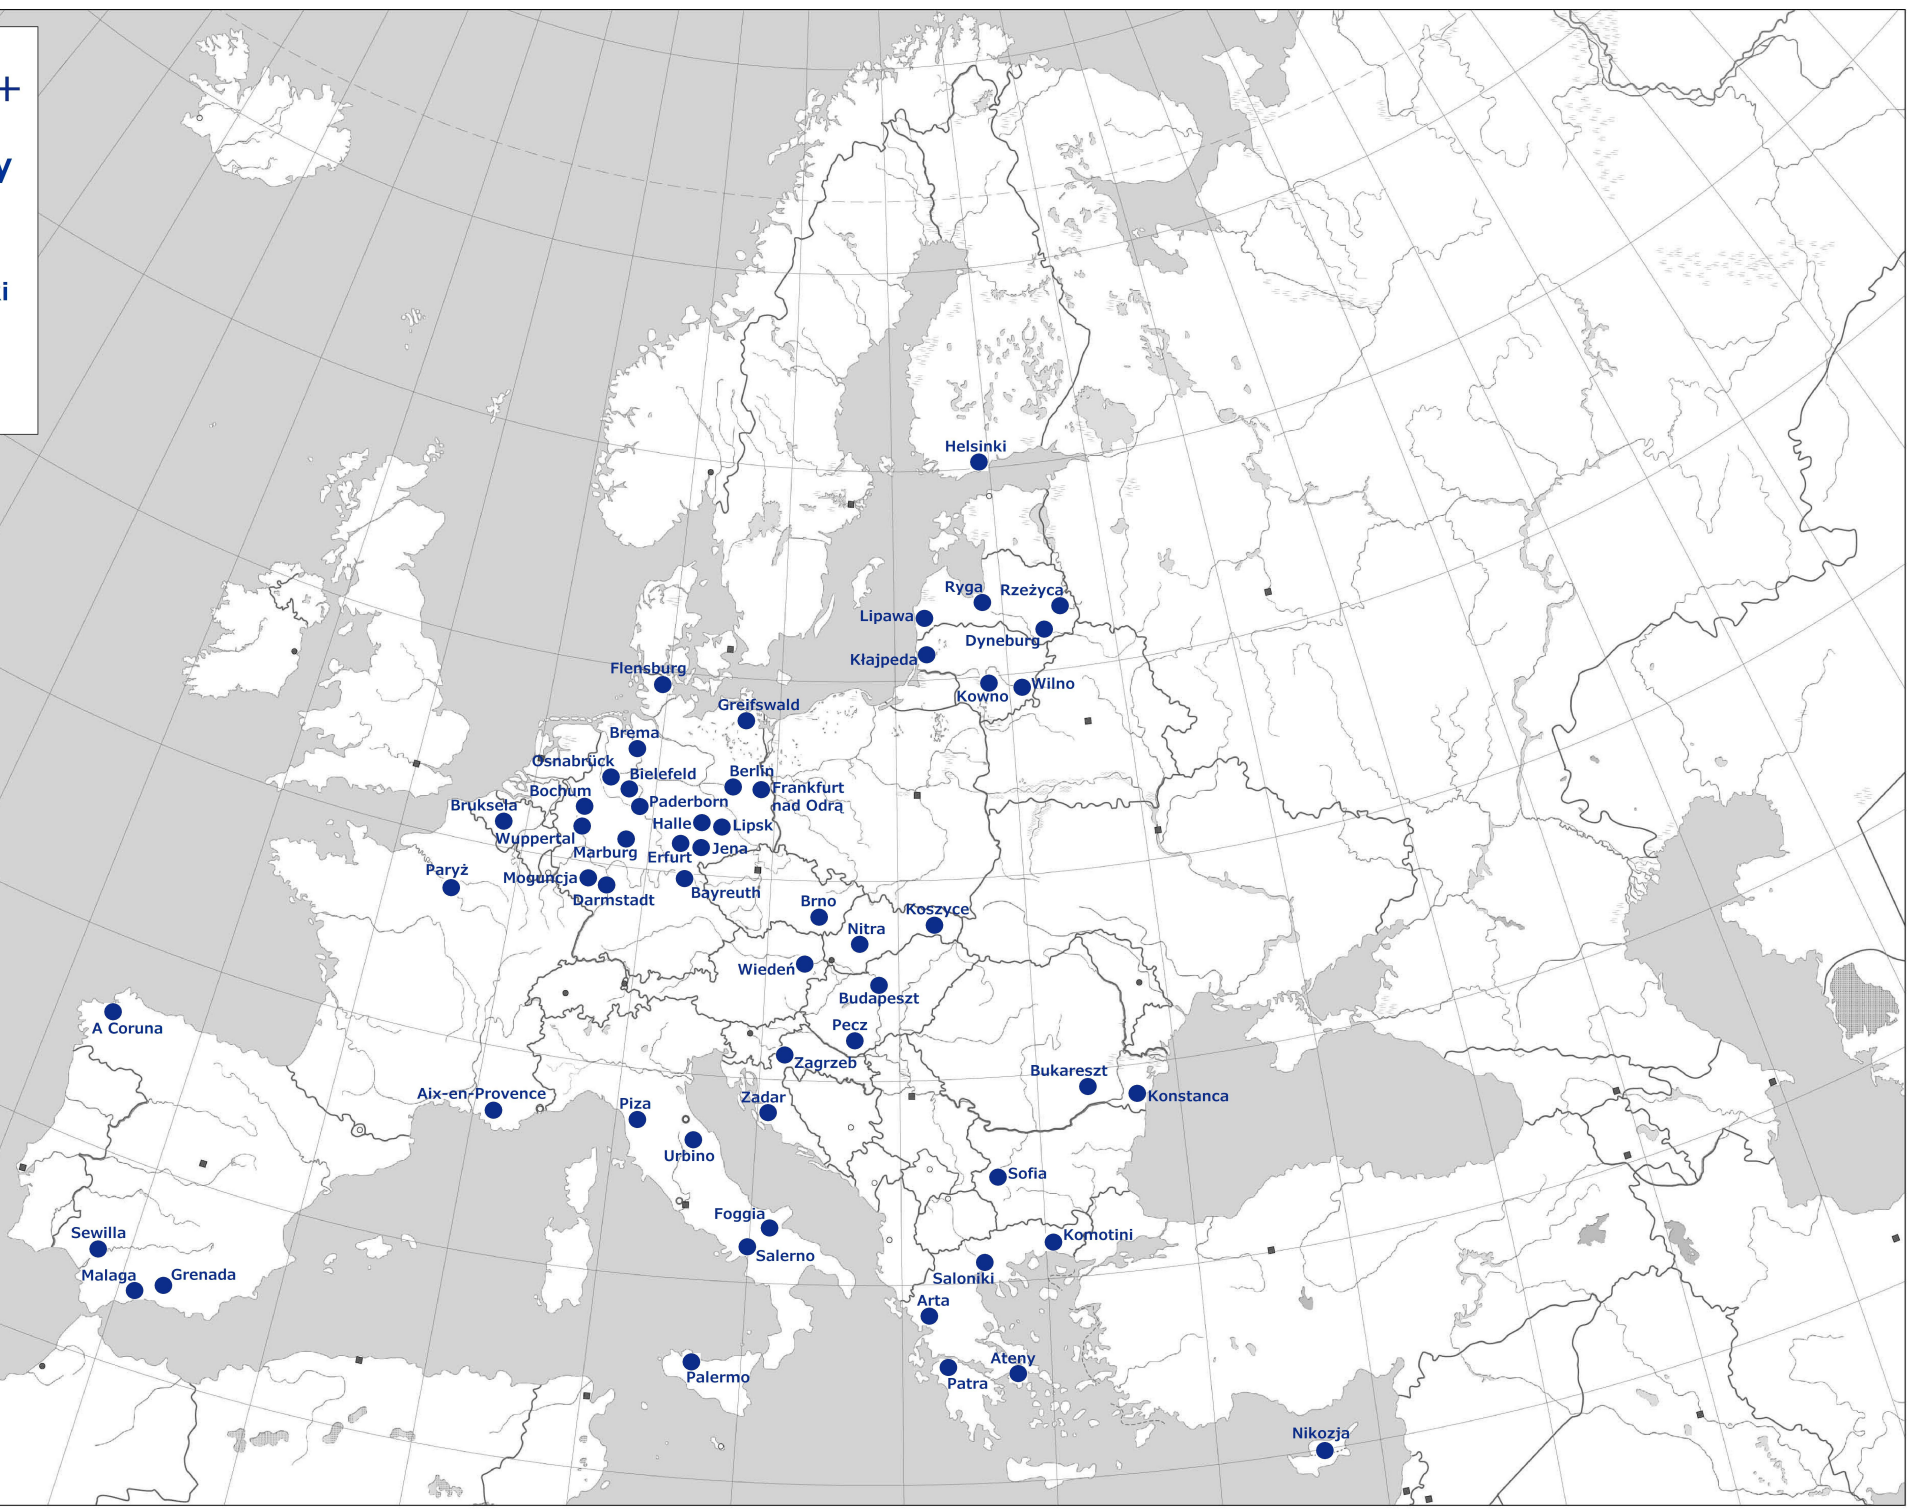 +
y
ki
Helsinki
Ryga
Rzeżyca
Lipawa
Dyneburg
Kłajpeda
Flensburg
Wilno
Kowno
Greifswald
Brema
Osnabrück
Bielefeld
Berlin
Frankfurt
nad Odrą
Bochum
Paderborn
Bruksela
Halle
Lipsk
Wuppertal
Marburg
Erfurt
Jena
Paryż
Moguncja
Darmstadt
Bayreuth
Brno
Koszyce
Nitra
Wiedeń
Budapeszt
A Coruna
Pecz
Zagrzeb
Bukareszt
Konstanca
Aix-en-Provence
Piza
Zadar
Urbino
Sofia
Foggia
Salerno
Komotini
Sewilla
Malaga
Grenada
Saloniki
Arta
Ateny
Patra
Palermo
Nikozja